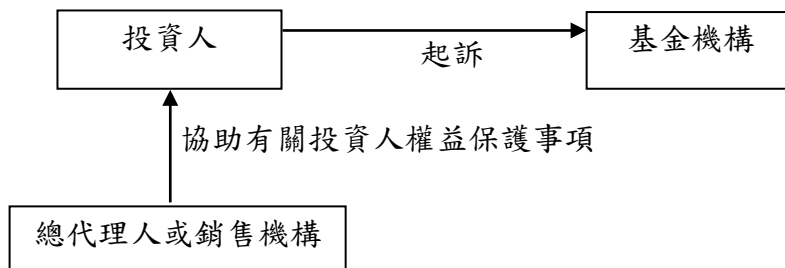 投資人
起訴
基金機構
協助有關投資人權益保護事項
總代理人或銷售機構